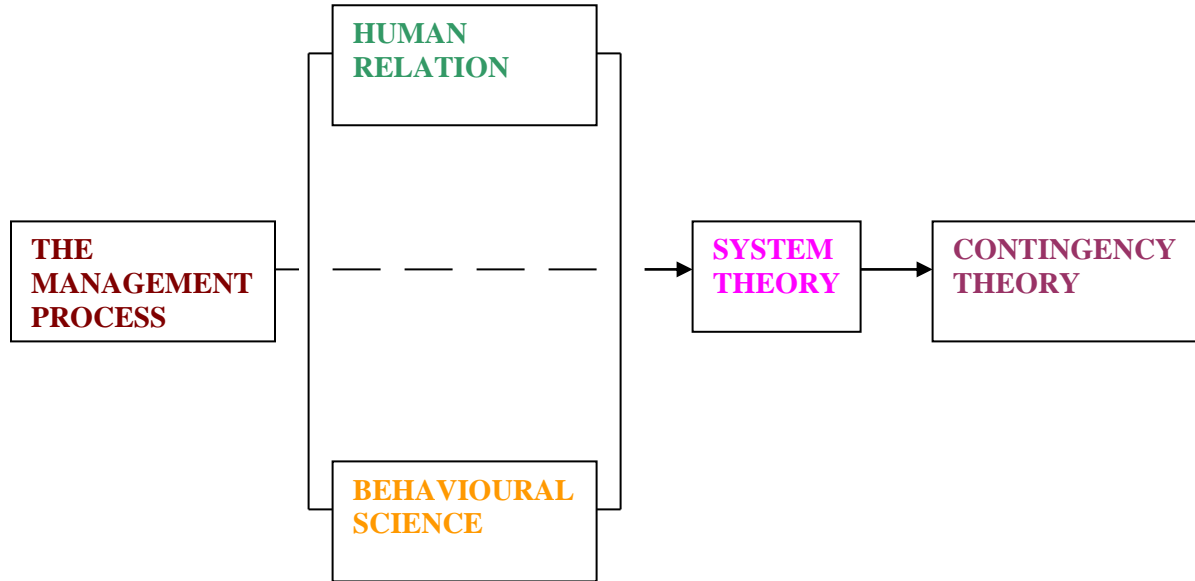 HUMAN
RELATION
THE
MANAGEMENT
PROCESS
SYSTEM
THEORY
CONTINGENCY
THEORY
BEHAVIOURAL
SCIENCE